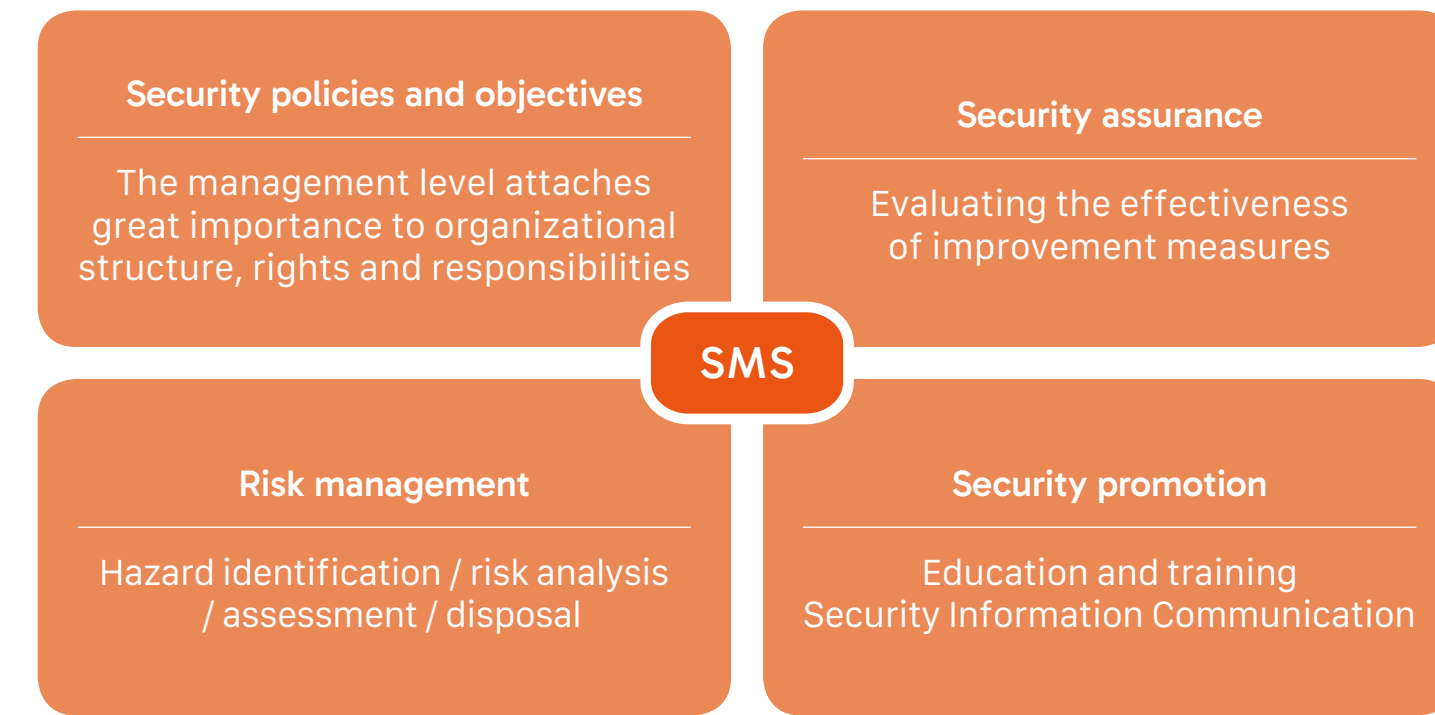 Security policies and objectives
The management level attaches
great importance to organizational
structure, rights and responsibilities
Security assurance
Evaluating the effectiveness
of improvement measures
SMS
Risk management
Hazard identification / risk analysis
/ assessment / disposal
Security promotion
Education and training
Security Information Communication